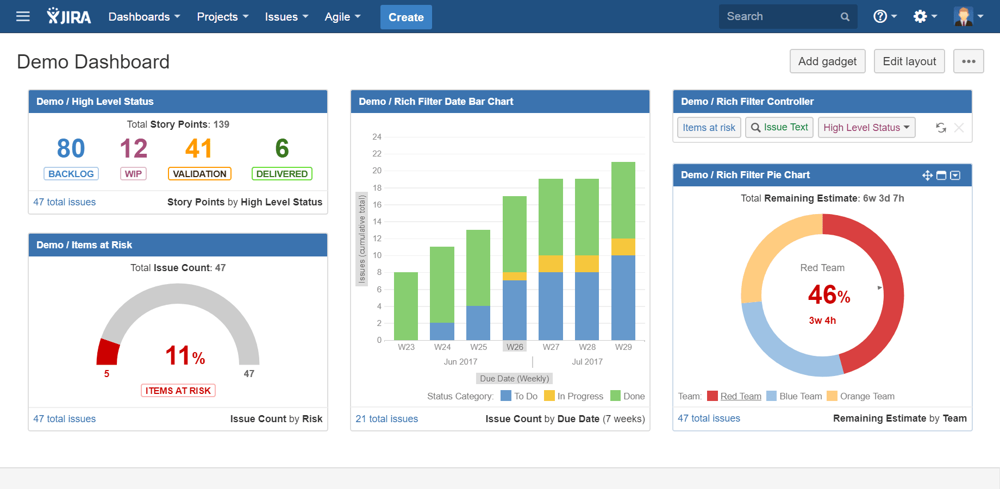 JIRA Dashboards Projects Issues Agile Create Search
Demo Dashboard
Add gadget Edit layout
Demo / High Level Status
Total Story Points: 139
80 12 41 6
BACKLOG WIP VALIDATION DELIVERED
47 total issues Story Points by High Level Status
Demo / Items at Risk
Total Issue Count: 47
11%
5 47
ITEMS AT RISK
47 total issues Issue Count by Risk
Demo / Rich Filter Date Bar Chart
Issues (cumulative total)
24
22
20
18
16
14
12
10
8
6
4
2
0
W23 W24 W25 W26 W27 W28 W29
Jun 2017 Jul 2017
Due Date (Weekly)
Status Category: To Do In Progress Done
21 total issues Issue Count by Due Date (7 weeks)
Demo / Rich Filter Controller
Items at risk Issue Text High Level Status
Demo / Rich Filter Pie Chart
Total Remaining Estimate: 6w 3d 7h
Red Team
46%
3w 4h
Team: Red Team Blue Team Orange Team
47 total issues Remaining Estimate by Team